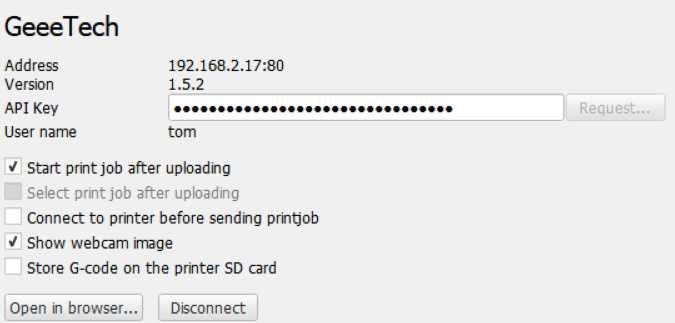 GeeeTech
Address 192.168.2.17:80
Version 1.5.2
API Key ●●●●●●●●●●●●●●●●●●●●●●●●●●●●●●●● Request...
User name tom
Start print job after uploading
Select print job after uploading
Connect to printer before sending printjob
Show webcam image
Store G-code on the printer SD card
Open in browser... Disconnect